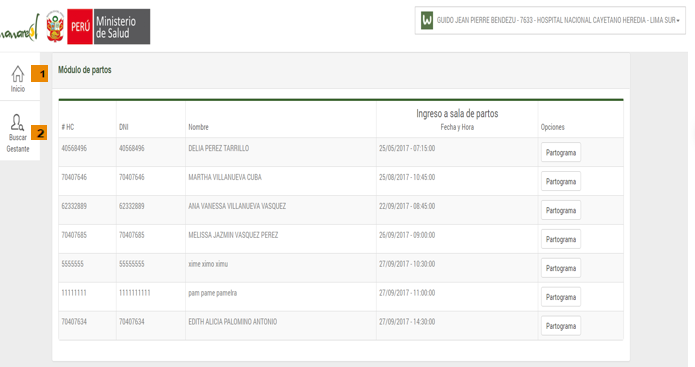 PERÚ Ministerio
de Salud
GUIDO JEAN PIERRE BENDEZU - 7633 - HOSPITAL NACIONAL CAYETANO HEREDIA - LIMA SUR
1
Inicio
2
Buscar
Gestante
Módulo de partos
Ingreso a sala de partos
# HC DNI Nombre Fecha y Hora Opciones
40568496 40568496 DELIA PEREZ TARRILLO 25/05/2017 - 07:15:00 Partograma
70407646 70407646 MARTHA VILLANUEVA CUBA 25/08/2017 - 10:45:00 Partograma
62332889 62332889 ANA VANESSA VILLANUEVA VASQUEZ 22/09/2017 - 08:45:00 Partograma
70407685 70407685 MELISSA JAZMIN VASQUEZ PEREZ 26/09/2017 - 09:00:00 Partograma
5555555 55555555 xime ximo ximu 27/09/2017 - 10:30:00 Partograma
11111111 1111111111 pam pame pamelra 27/09/2017 - 11:00:00 Partograma
70407634 70407634 EDITH ALICIA PALOMINO ANTONIO 27/09/2017 - 14:30:00 Partograma